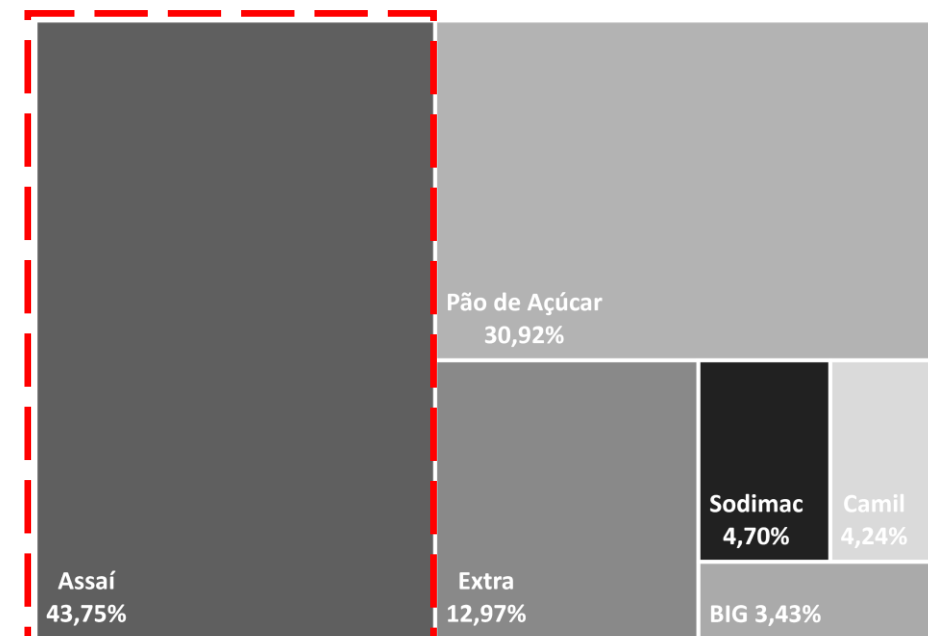 Assaí
43,75%
Pão de Açúcar
30,92%
Extra
12,97%
Sodimac
4,70%
Camil
4,24%
BIG 3,43%